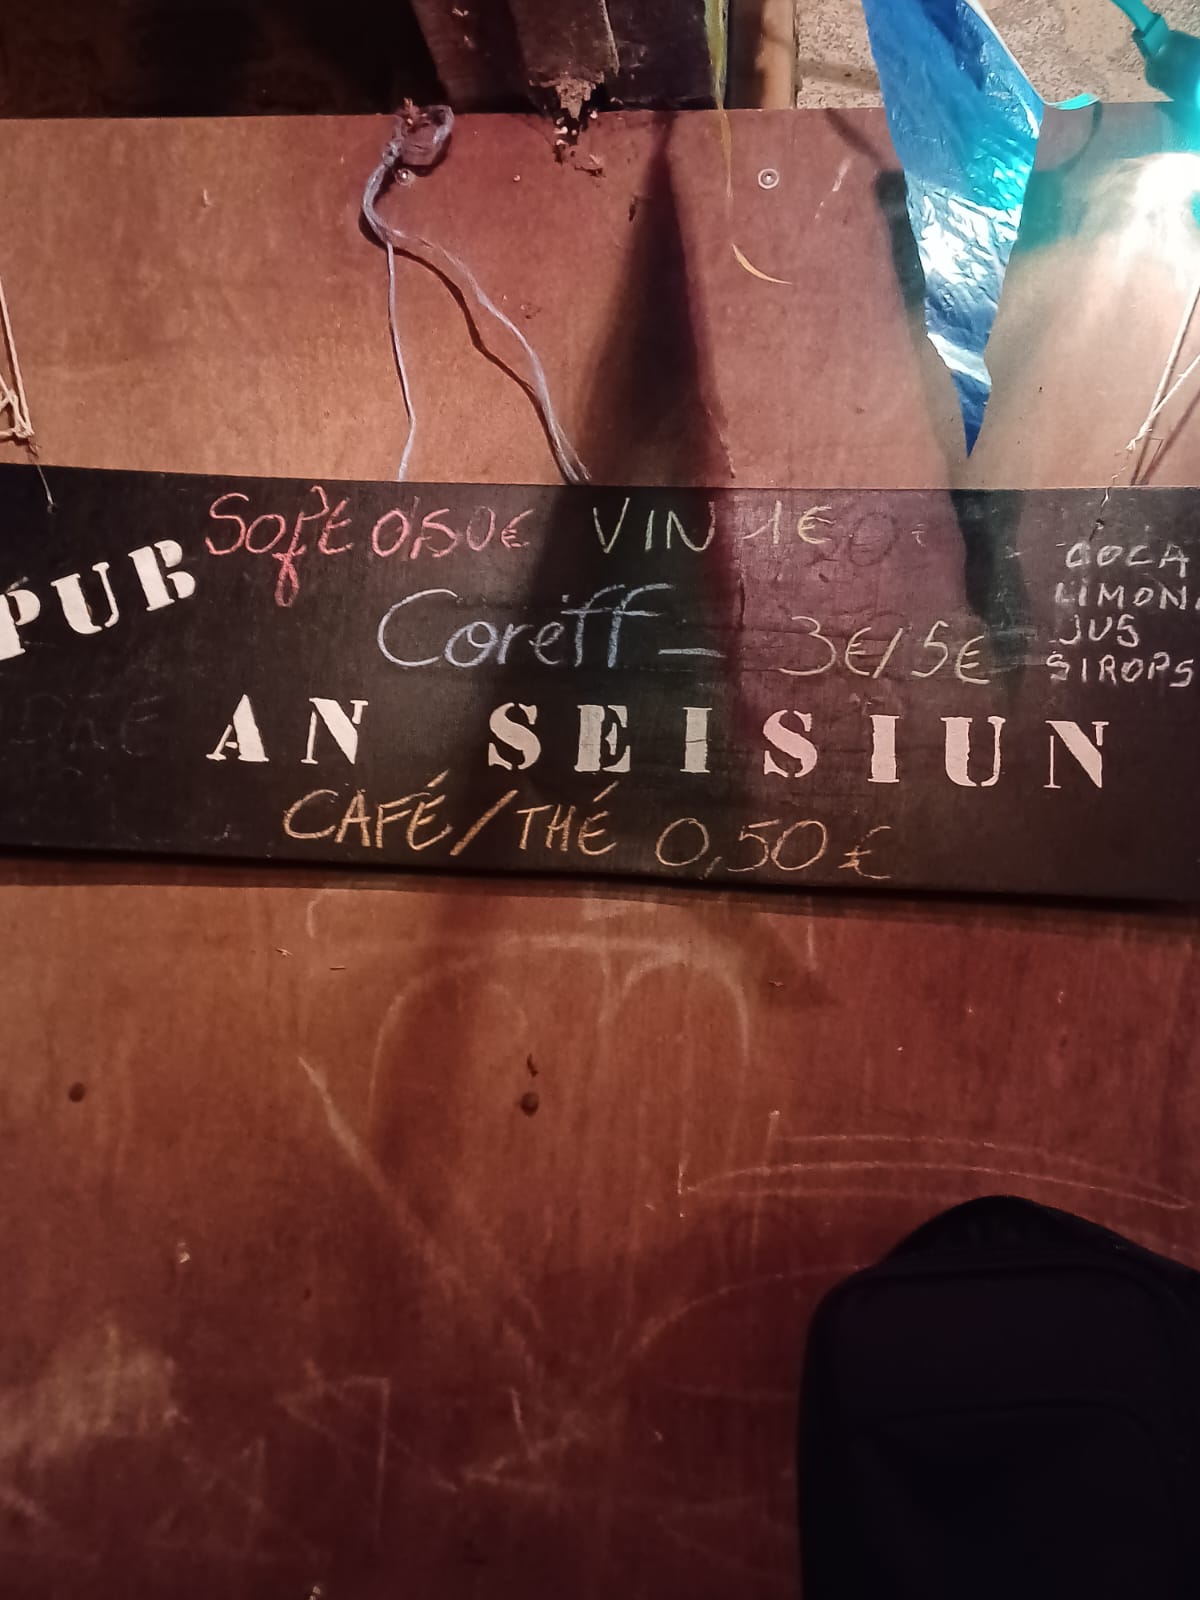 PUB
Soft 0,50€ VIN 1€
Coreff – 3€/5€
COCA
LIMON
JUS
SIROPS
AN SEISIUN
CAFÉ/THÉ 0,50€